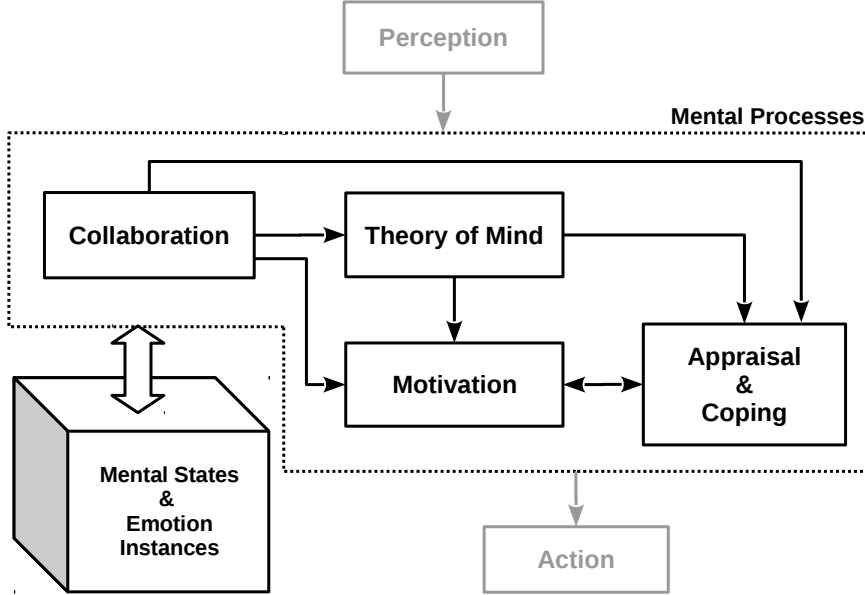 Perception
Mental Processes
Collaboration
Theory of Mind
Motivation
Appraisal
&
Coping
Mental States
&
Emotion
Instances
Action